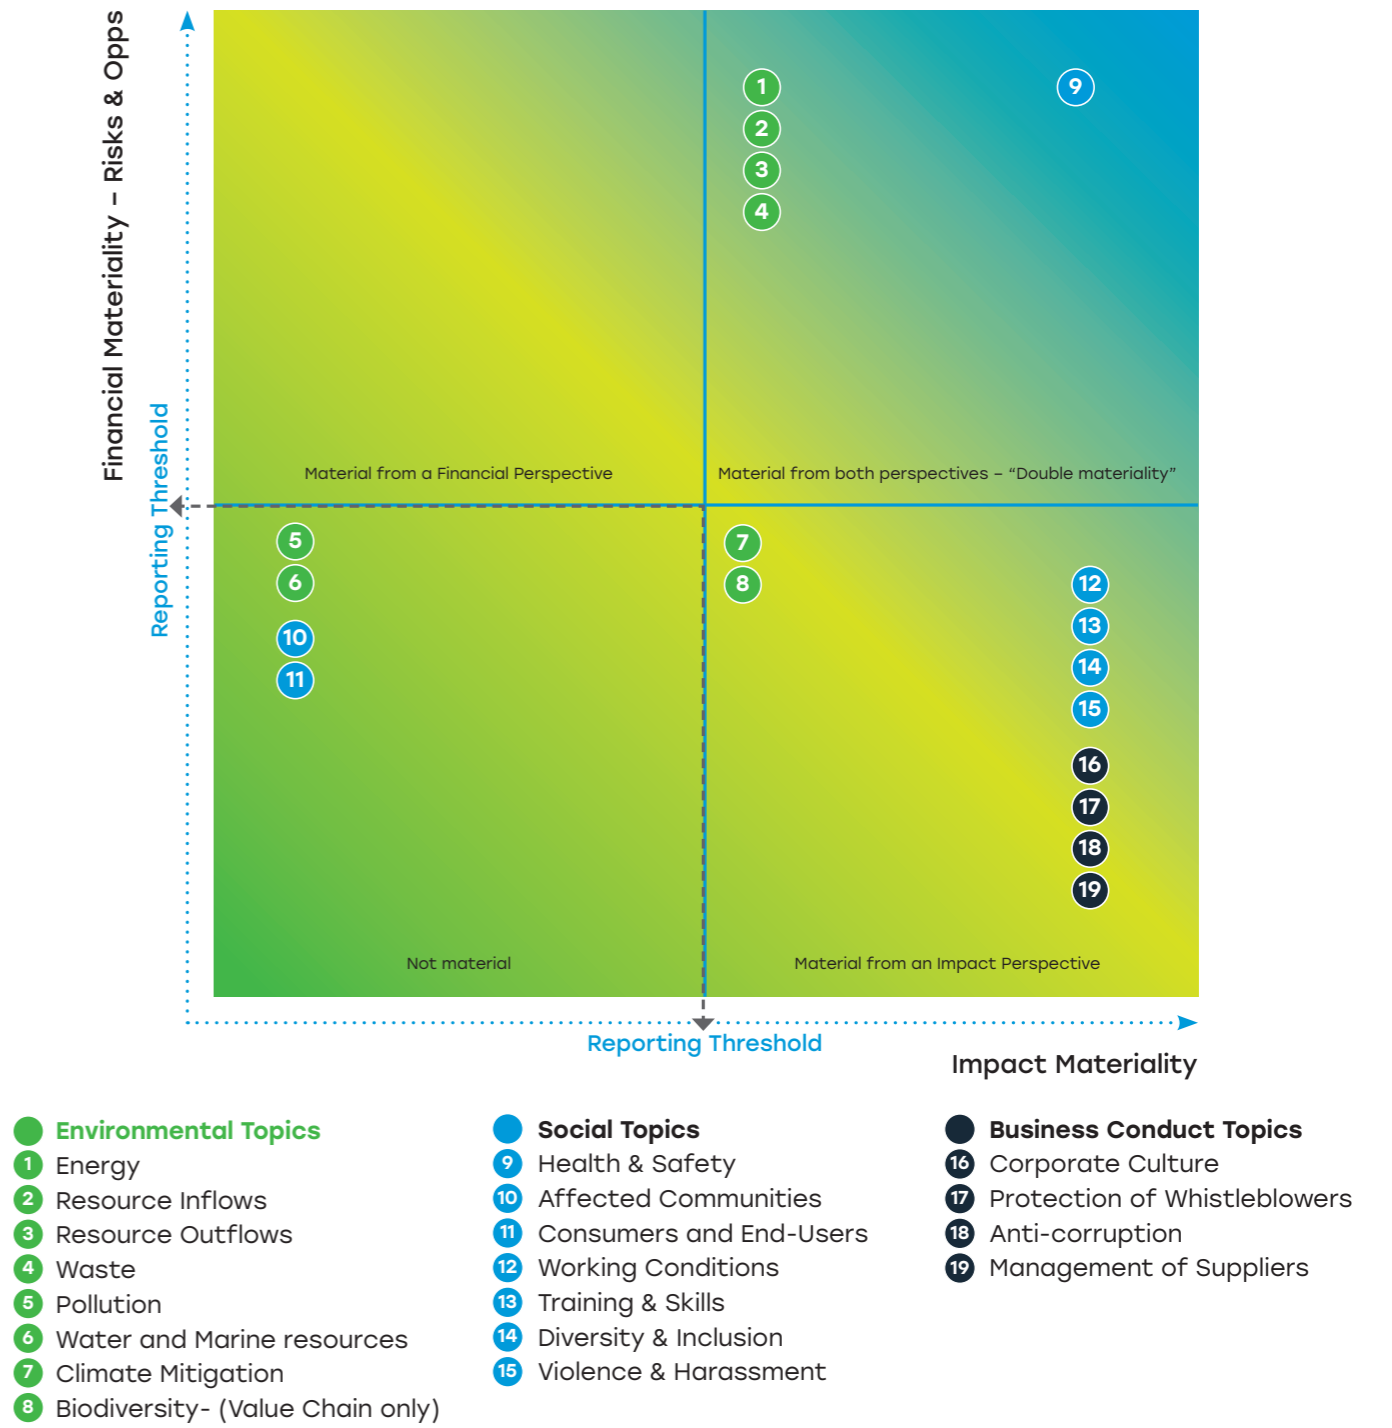 Financial Materiality – Risks & Opps
Reporting Threshold
1
9
2
3
4
Material from a Financial Perspective
Material from both perspectives – “Double materiality”
5
7
6
8
12
10
13
11
14
15
16
17
18
19
Not material
Material from an Impact Perspective
Reporting Threshold
Impact Materiality
Environmental Topics
1 Energy
2 Resource Inflows
3 Resource Outflows
4 Waste
5 Pollution
6 Water and Marine resources
7 Climate Mitigation
8 Biodiversity- (Value Chain only)
Social Topics
9 Health & Safety
10 Affected Communities
11 Consumers and End-Users
12 Working Conditions
13 Training & Skills
14 Diversity & Inclusion
15 Violence & Harassment
Business Conduct Topics
16 Corporate Culture
17 Protection of Whistleblowers
18 Anti-corruption
19 Management of Suppliers